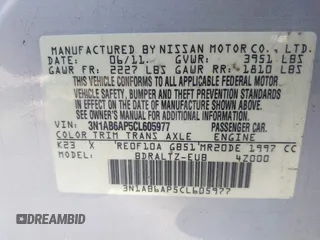 MANUFACTURED BY NISSAN MOTOR CO., LTD.
DATE: 06/11 GVWR: 3951 LBS
GAWR FR: 2227 LBS GAWR RR: 1810 LBS
THIS VEHICLE CONFORMS TO ALL APPLICABLE FEDERAL MOTOR
VEHICLE SAFETY, BUMPER AND THEFT PREVENTION STANDARDS
IN EFFECT ON THE DATE OF MANUFACTURE SHOWN ABOVE.
SEE OWNER'S MANUAL FOR ADDITIONAL INFORMATION.
VIN: 3N1AB6AP5CL605977 PASSENGER CAR.
COLOR TRIM TRANS AXLE ENGINE
K23 X RE0F10A GB51 MR20DE 1997 CC
MODEL: BDRALTZ-EUB 4Z000
3N1AB6AP5CL605977